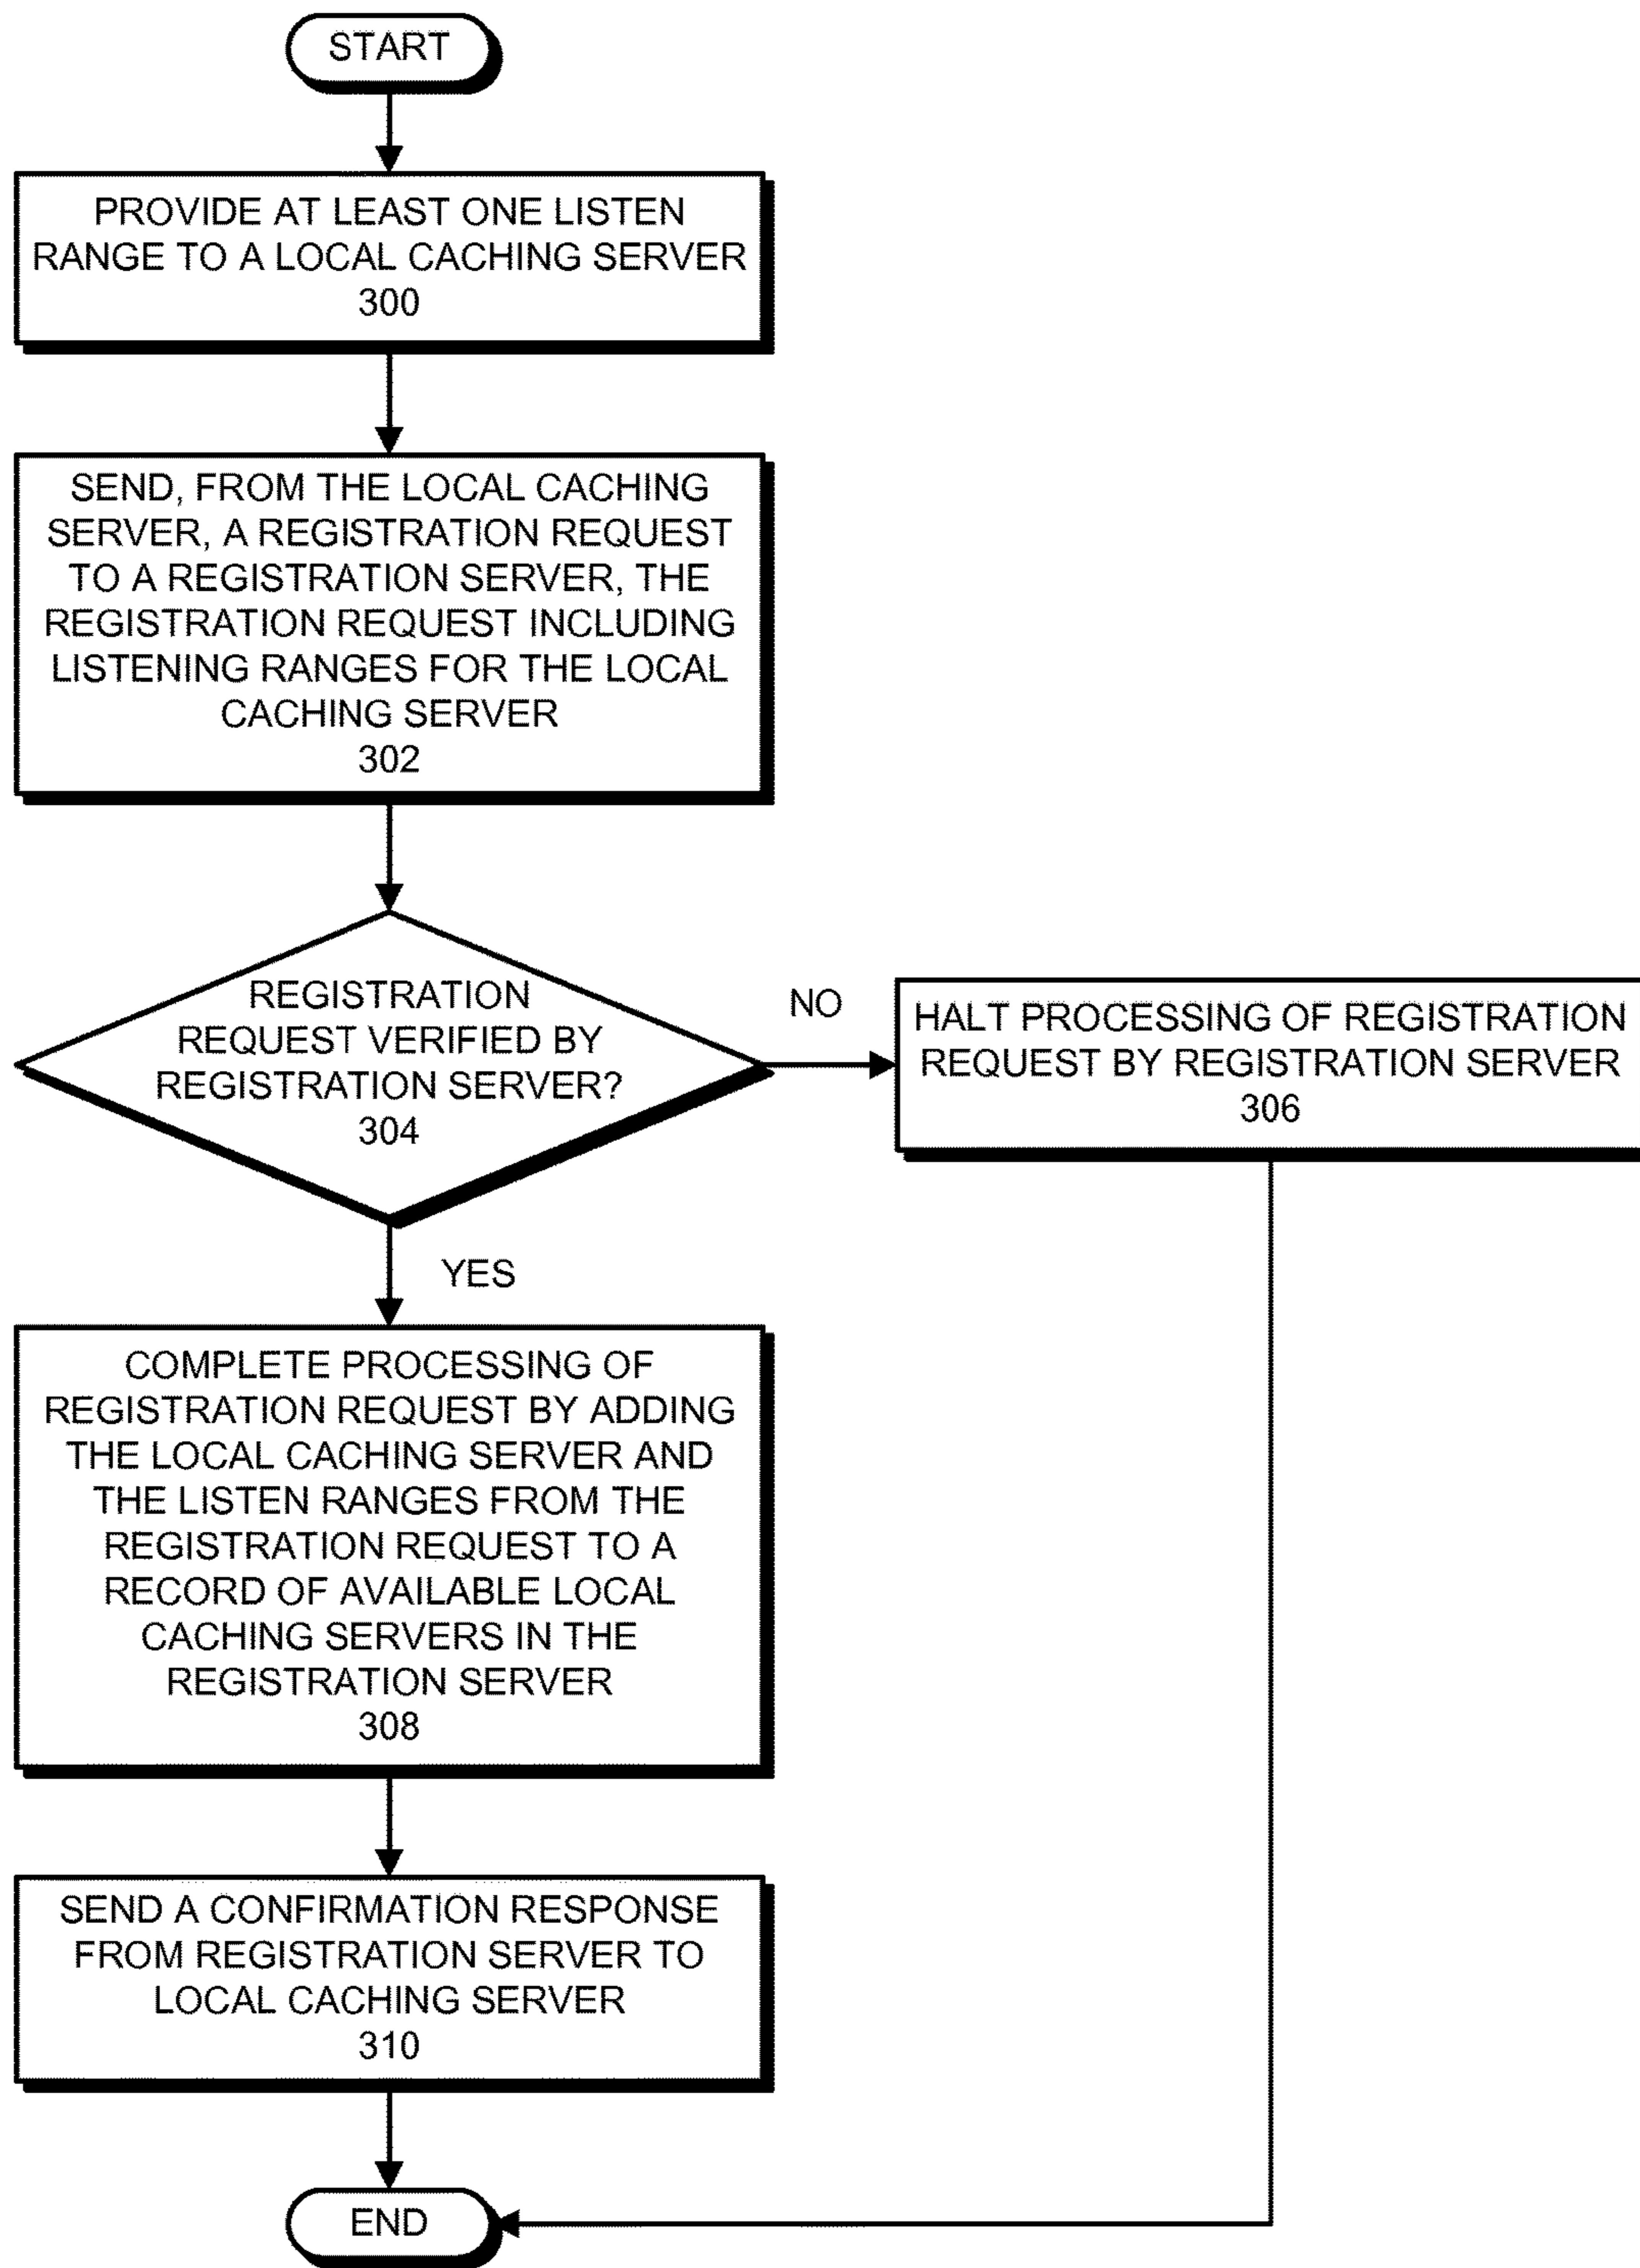 START
PROVIDE AT LEAST ONE LISTEN
RANGE TO A LOCAL CACHING SERVER
300
SEND, FROM THE LOCAL CACHING
SERVER, A REGISTRATION REQUEST
TO A REGISTRATION SERVER, THE
REGISTRATION REQUEST INCLUDING
LISTENING RANGES FOR THE LOCAL
CACHING SERVER
302
REGISTRATION
REQUEST VERIFIED BY
REGISTRATION SERVER?
304
NO
HALT PROCESSING OF REGISTRATION
REQUEST BY REGISTRATION SERVER
306
YES
COMPLETE PROCESSING OF
REGISTRATION REQUEST BY ADDING
THE LOCAL CACHING SERVER AND
THE LISTEN RANGES FROM THE
REGISTRATION REQUEST TO A
RECORD OF AVAILABLE LOCAL
CACHING SERVERS IN THE
REGISTRATION SERVER
308
SEND A CONFIRMATION RESPONSE
FROM REGISTRATION SERVER TO
LOCAL CACHING SERVER
310
END